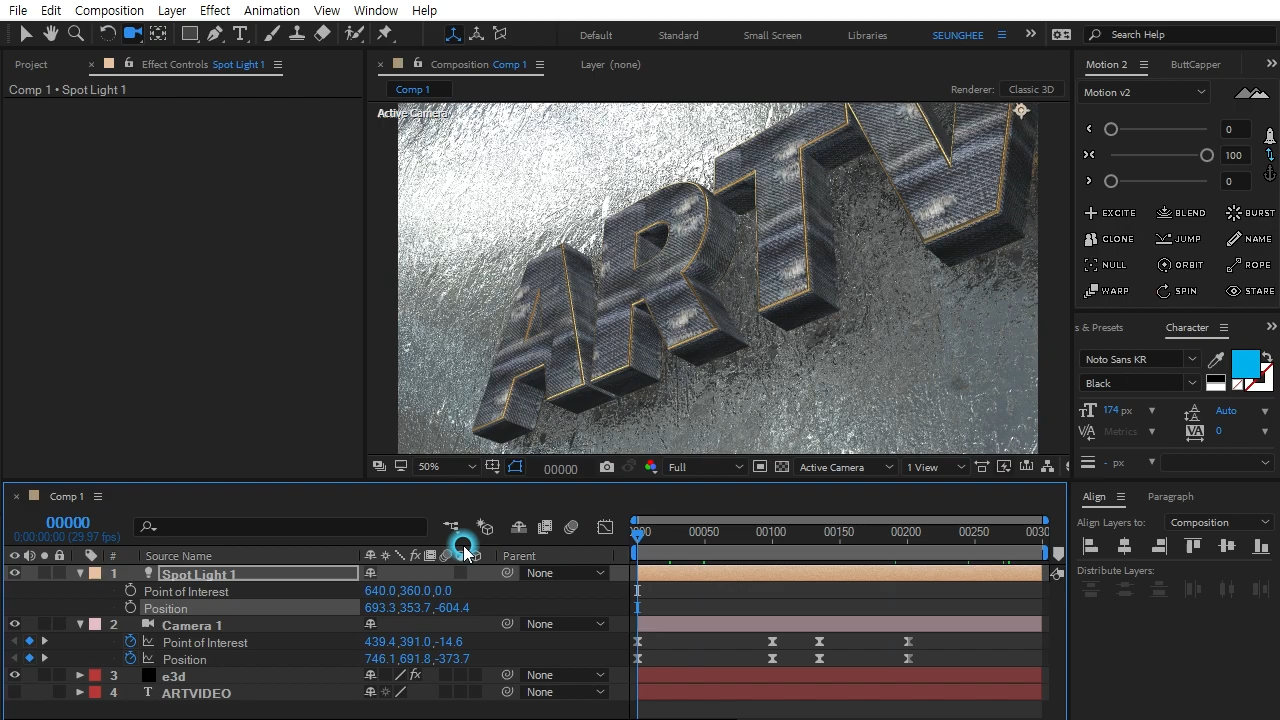 File Edit Composition Layer Effect Animation View Window Help
Default Standard Small Screen Libraries SEUNGHEE Search Help
Project Effect Controls Spot Light 1 Composition Comp 1 Layer (none) Motion 2 ButtCapper
Comp 1 • Spot Light 1 Comp 1 Renderer: Classic 3D Motion v2
Active Camera
ARTV
0
100
0
EXCITE BLEND BURST
CLONE JUMP NAME
NULL ORBIT ROPE
WARP SPIN STARE
s & Presets Character
Noto Sans KR
Black
174 px Auto
Metrics 0
- px
50% 00000 Full Active Camera 1 View
Comp 1
Align Paragraph
00000
0;00;00;00 (29.97 fps)
00050 00100 00150 00200 00250
Align Layers to: Composition
# Source Name Parent
Distribute Layers:
1 Spot Light 1 None
Point of Interest 640.0,360.0,0.0
Position 693.3,353.7,-604.4
2 Camera 1 None
Point of Interest 439.4,391.0,-14.6
Position 746.1,691.8,-373.7
3 e3d None
4 T ARTVIDEO None